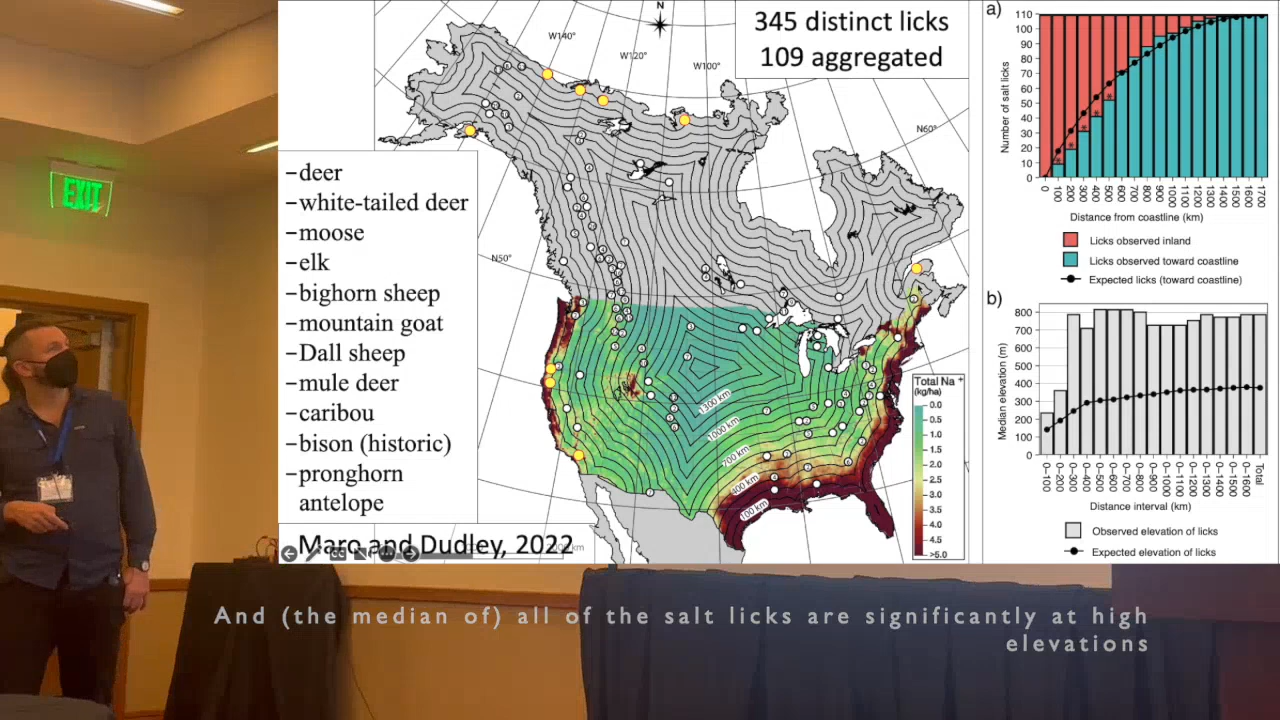 EXIT
345 distinct licks
109 aggregated
N
W140°
W120°
W100°
N60°
N50°
–deer
–white-tailed deer
–moose
–elk
–bighorn sheep
–mountain goat
–Dall sheep
–mule deer
–caribou
–bison (historic)
–pronghorn
antelope
1300 km
1000 km
700 km
400 km
100 km
Total Na +
(kg/ha)
0.0
0.5
1.0
1.5
2.0
2.5
3.0
3.5
4.0
4.5
>5.0
Maro and Dudley, 2022
a)
Number of salt licks
110
100
90
80
70
60
50
40
30
20
10
0
0
100
200
300
400
500
600
700
800
900
1000
1100
1200
1300
1400
1500
1600
1700
Distance from coastline (km)
Licks observed inland
Licks observed toward coastline
Expected licks (toward coastline)
b)
Median elevation (m)
800
700
600
500
400
300
200
100
0
0-100
0-200
0-300
0-400
0-500
0-600
0-700
0-800
0-900
0-1000
0-1100
0-1200
0-1300
0-1400
0-1500
0-1600
Total
Distance interval (km)
Observed elevation of licks
Expected elevation of licks
And (the median of) all of the salt licks are significantly at high
elevations